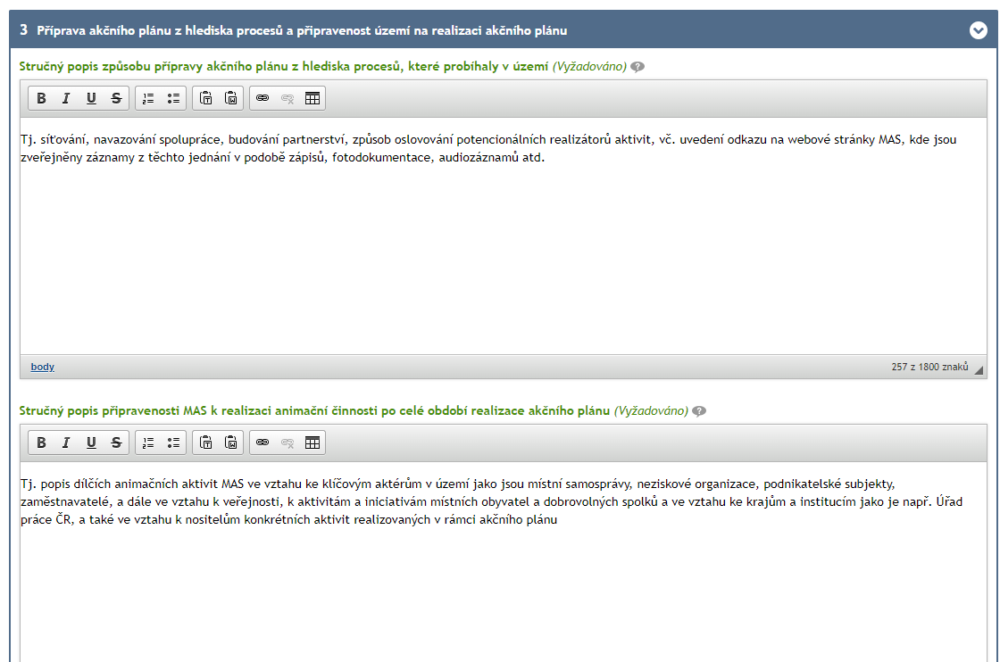 3 Příprava akčního plánu z hlediska procesů a připravenost území na realizaci akčního plánu
Stručný popis způsobu přípravy akčního plánu z hlediska procesů, které probíhaly v území (Vyžadováno) ?
B I U S
Tj. síťování, navazování spolupráce, budování partnerství, způsob oslovování potencionálních realizátorů aktivit, vč. uvedení odkazu na webové stránky MAS, kde jsou
zveřejněny záznamy z těchto jednání v podobě zápisů, fotodokumentace, audiozáznamů atd.
body 257 z 1800 znaků
Stručný popis připravenosti MAS k realizaci animační činnosti po celé období realizace akčního plánu (Vyžadováno) ?
B I U S
Tj. popis dílčích animačních aktivit MAS ve vztahu ke klíčovým aktérům v území jako jsou místní samosprávy, neziskové organizace, podnikatelské subjekty,
zaměstnavatelé, a dále ve vztahu k veřejnosti, k aktivitám a iniciativám místních obyvatel a dobrovolných spolků a ve vztahu ke krajům a institucím jako je např. Úřad
práce ČR, a také ve vztahu k nositelům konkrétních aktivit realizovaných v rámci akčního plánu